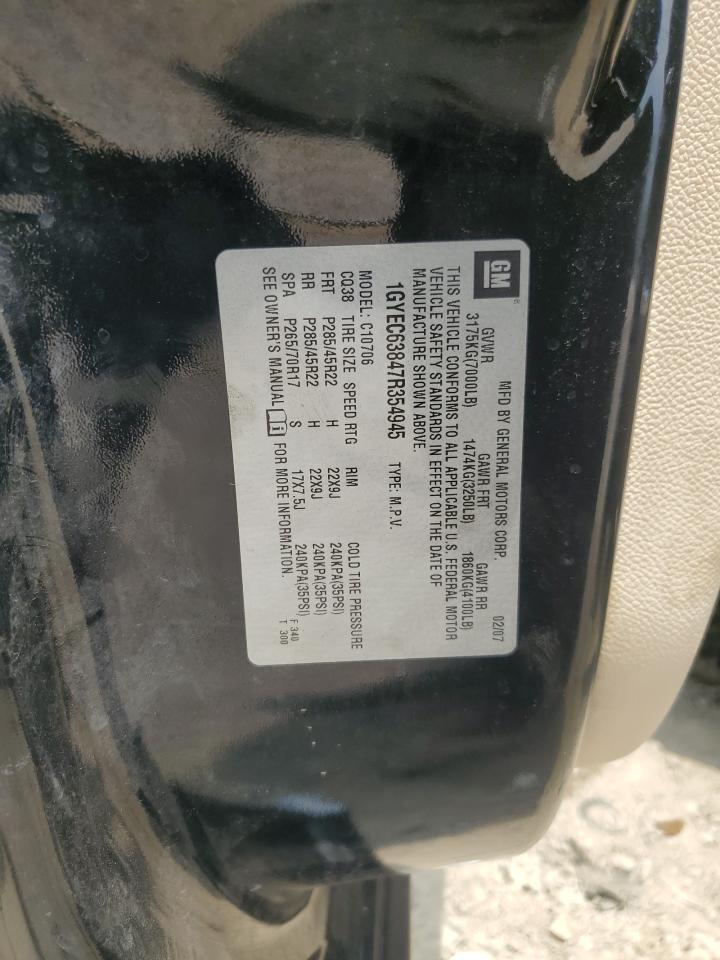 GM
MFD BY GENERAL MOTORS CORP. 02/07
GVWR GAWR FRT GAWR RR
3175KG(7000LB) 1474KG(3250LB) 1860KG(4100LB)
THIS VEHICLE CONFORMS TO ALL APPLICABLE U.S. FEDERAL MOTOR
VEHICLE SAFETY STANDARDS IN EFFECT ON THE DATE OF
MANUFACTURE SHOWN ABOVE.
1GYEC63847R354945 TYPE: M.P.V.
MODEL: C10706
CQ38 TIRE SIZE SPEED RTG RIM COLD TIRE PRESSURE
FRT P285/45R22 H 22X9J 240KPA(35PSI)
RR P285/45R22 H 22X9J 240KPA(35PSI)
SPA P265/70R17 S 17X7.5J 240KPA(35PSI)
SEE OWNER'S MANUAL FOR MORE INFORMATION.
F 340
T 300